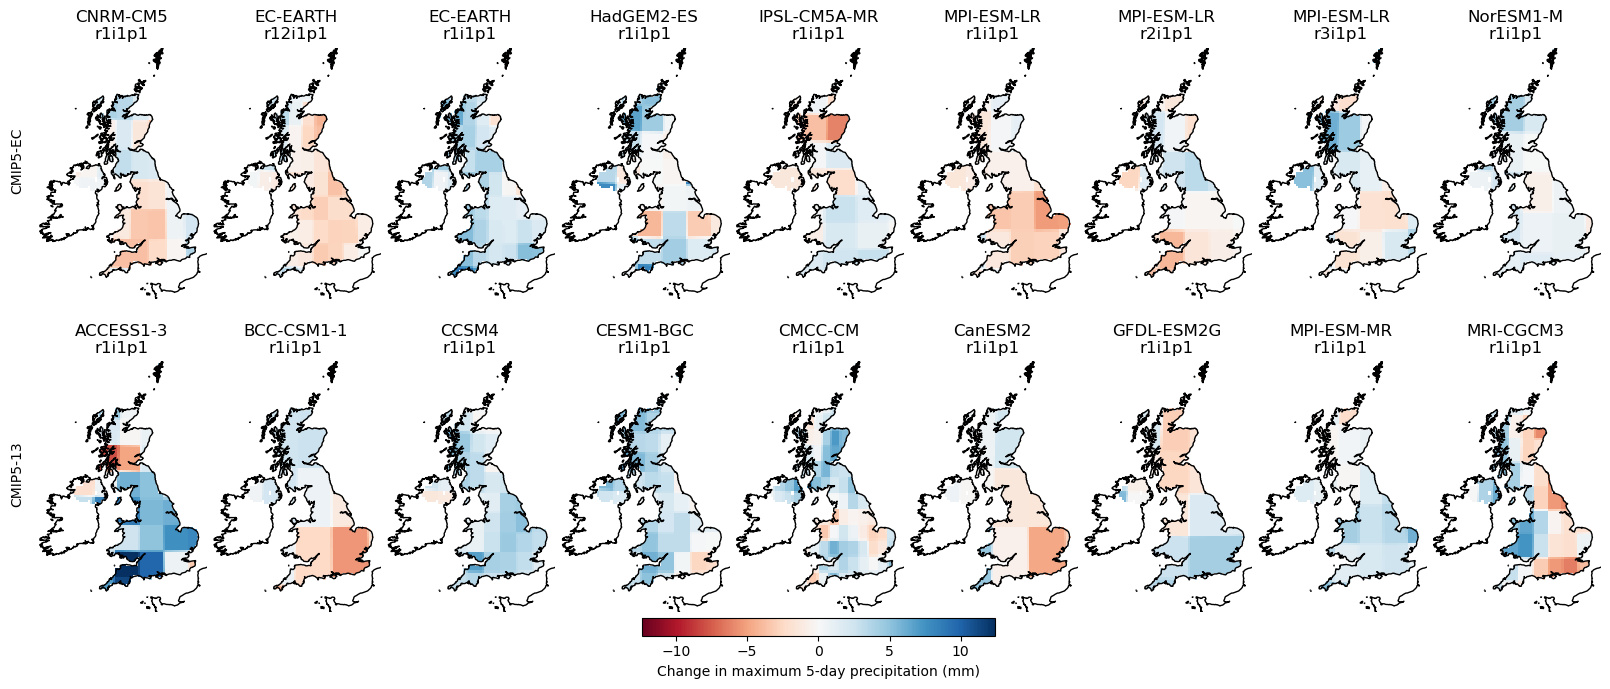 CNRM-CM5 EC-EARTH EC-EARTH HadGEM2-ES IPSL-CM5A-MR MPI-ESM-LR MPI-ESM-LR MPI-ESM-LR NorESM1-M
r1i1p1 r12i1p1 r1i1p1 r1i1p1 r1i1p1 r1i1p1 r2i1p1 r3i1p1 r1i1p1
CMIP5-EC
ACCESS1-3 BCC-CSM1-1 CCSM4 CESM1-BGC CMCC-CM CanESM2 GFDL-ESM2G MPI-ESM-MR MRI-CGCM3
r1i1p1 r1i1p1 r1i1p1 r1i1p1 r1i1p1 r1i1p1 r1i1p1 r1i1p1 r1i1p1
CMIP5-13
−10 −5 0 5 10
Change in maximum 5-day precipitation (mm)